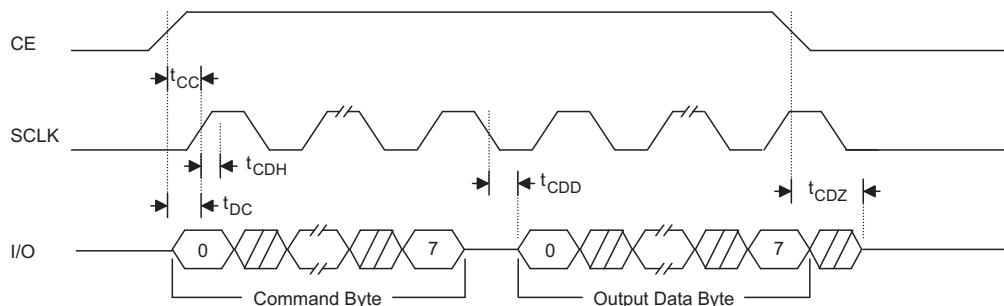 CE
tCC
SCLK
tCDH
tCDD
tDC
tCDZ
I/O
0
7
0
7
Command Byte
Output Data Byte